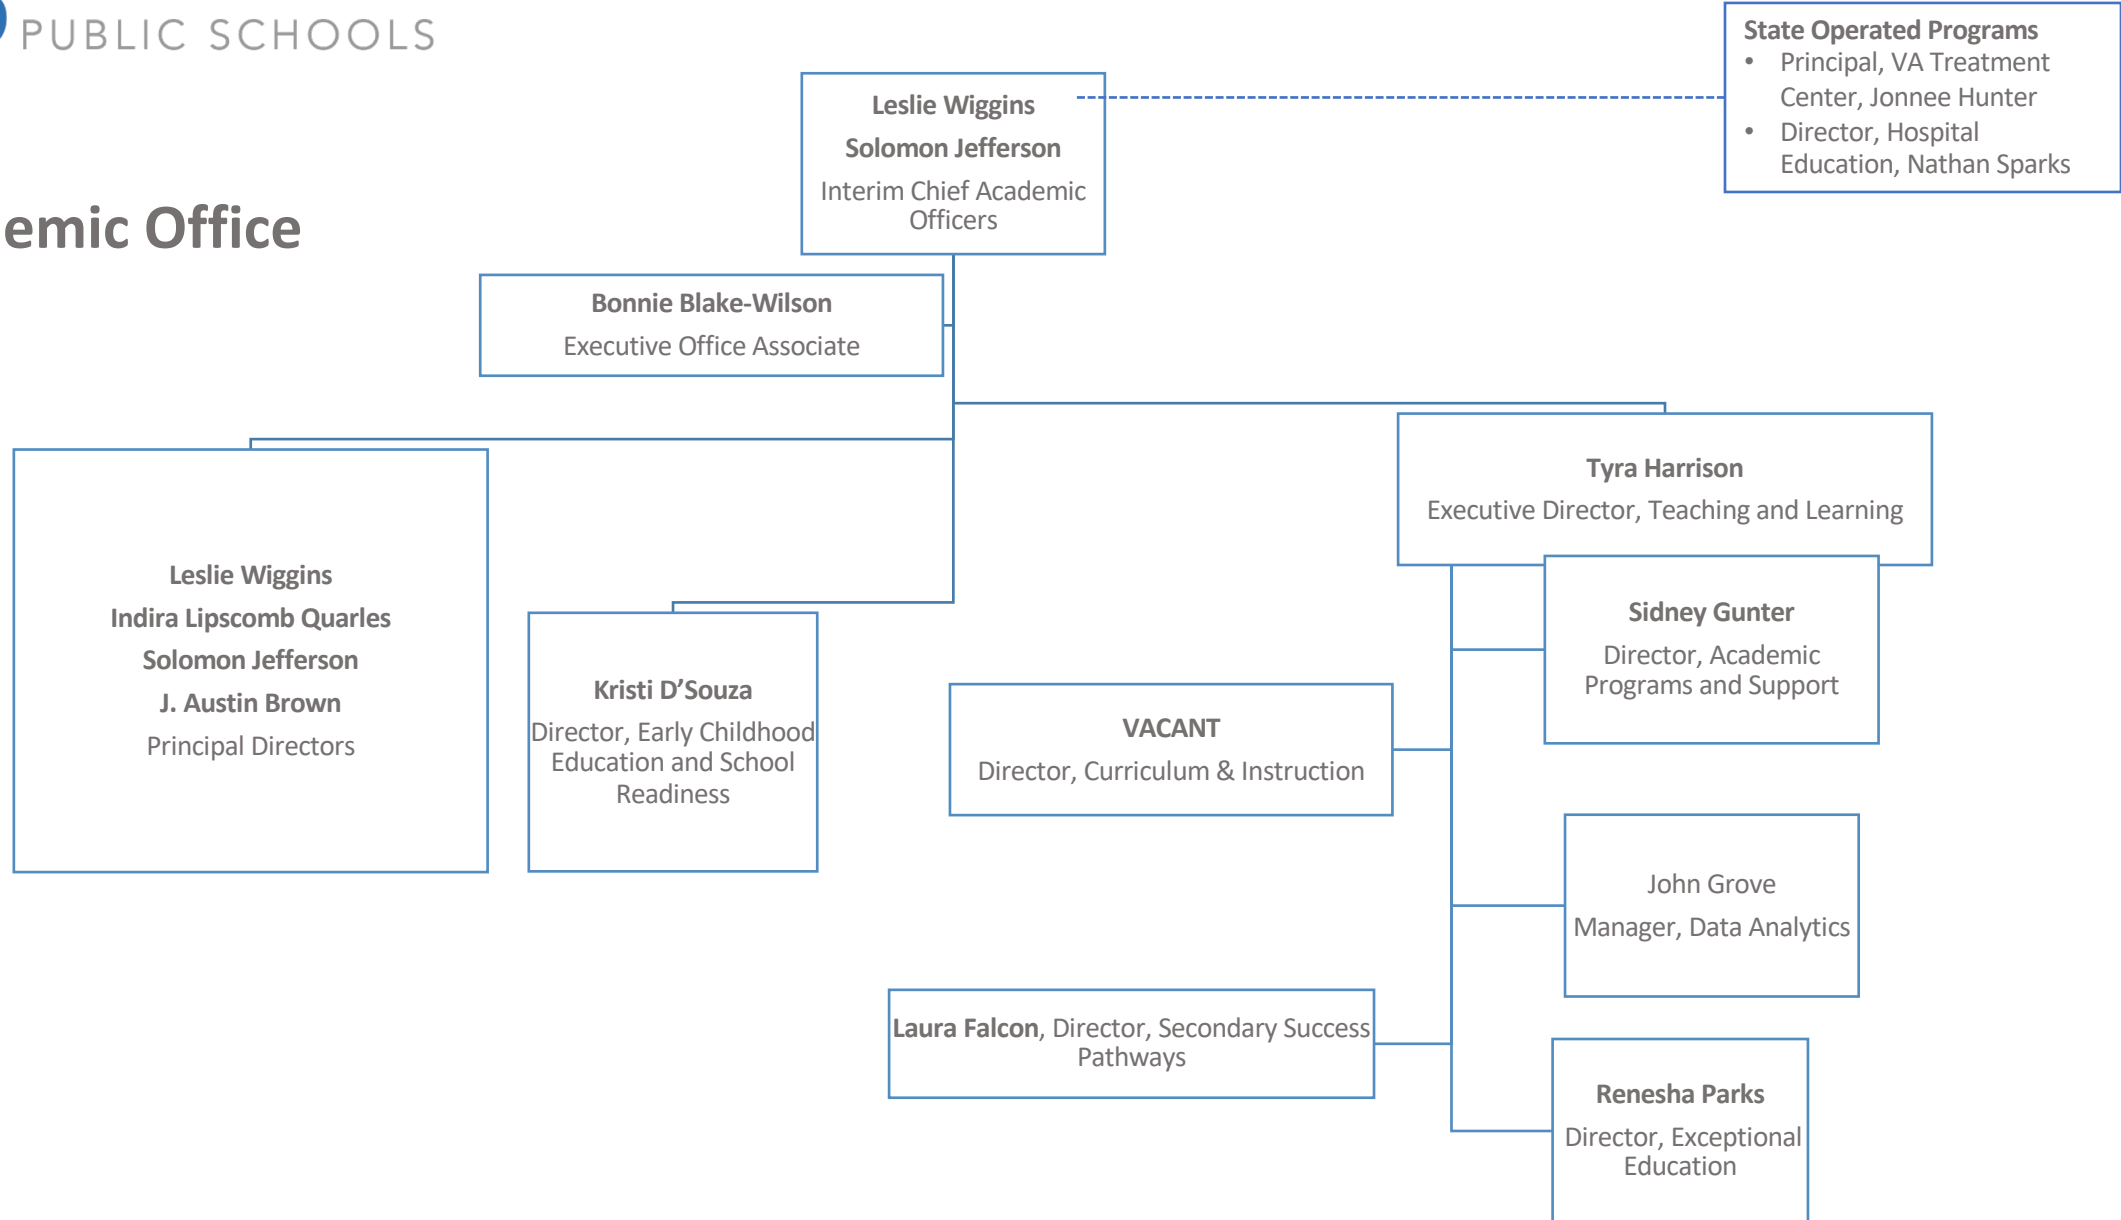 PUBLIC SCHOOLS
State Operated Programs
• Principal, VA Treatment
Center, Jonnee Hunter
• Director, Hospital
Education, Nathan Sparks
Leslie Wiggins
Solomon Jefferson
Interim Chief Academic
Officers
emic Office
Bonnie Blake-Wilson
Executive Office Associate
Tyra Harrison
Executive Director, Teaching and Learning
Leslie Wiggins
Indira Lipscomb Quarles
Solomon Jefferson
J. Austin Brown
Principal Directors
Kristi D’Souza
Director, Early Childhood
Education and School
Readiness
Sidney Gunter
Director, Academic
Programs and Support
VACANT
Director, Curriculum & Instruction
John Grove
Manager, Data Analytics
Laura Falcon, Director, Secondary Success
Pathways
Renesha Parks
Director, Exceptional
Education